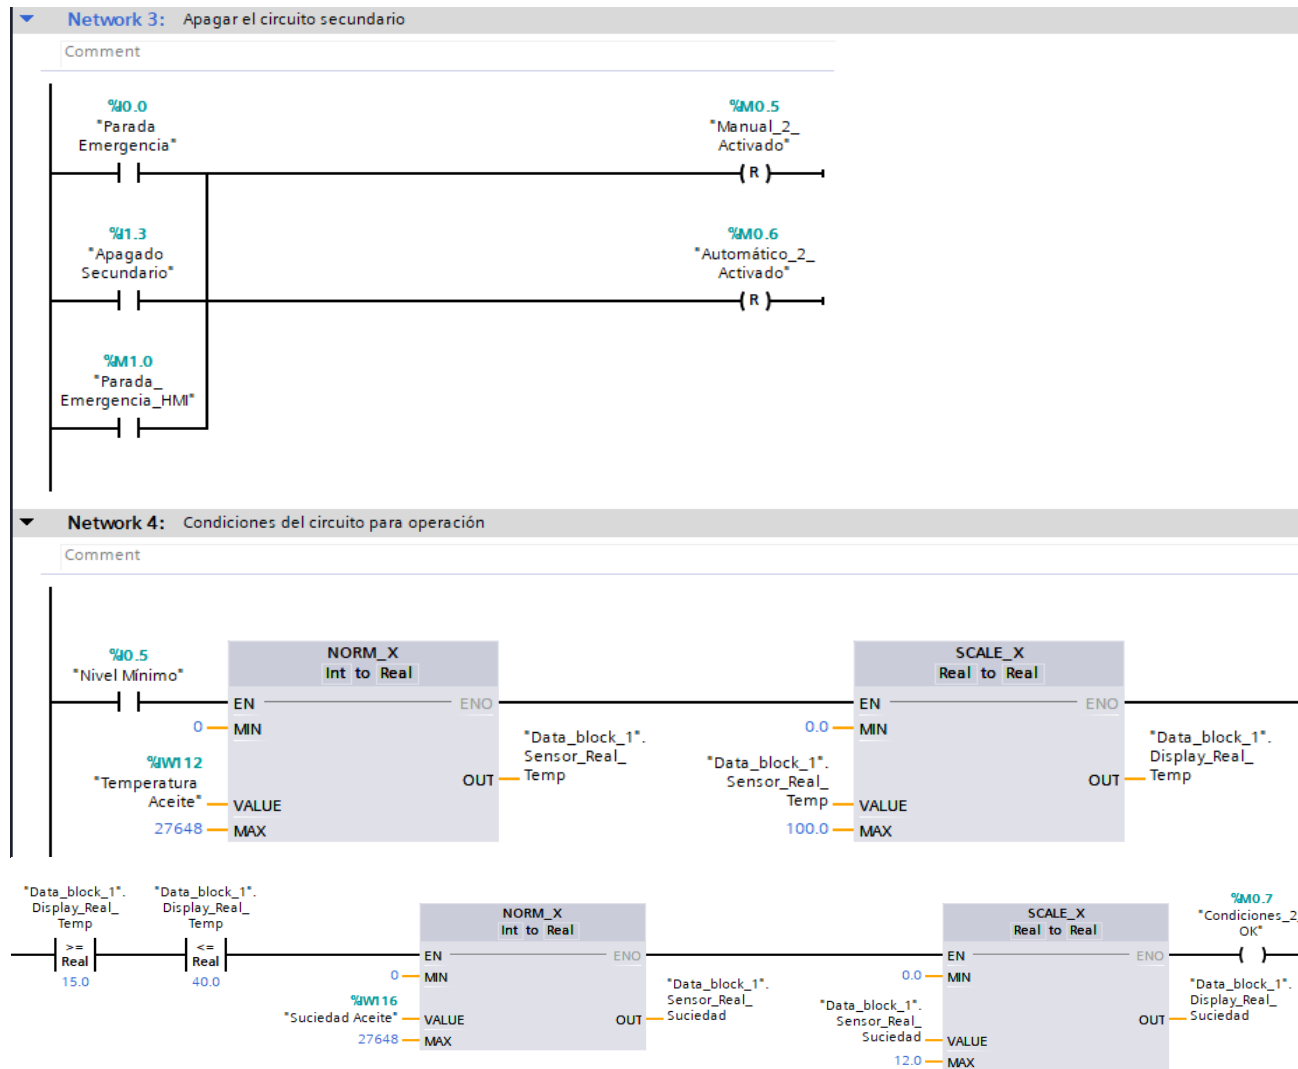 Network 3: Apagar el circuito secundario
Comment
%I0.0
"Parada
Emergencia"
%M0.5
"Manual_2_
Activado"
R
%I1.3
"Apagado
Secundario"
%M0.6
"Automático_2_
Activado"
R
%M1.0
"Parada_
Emergencia_HMI"
Network 4: Condiciones del circuito para operación
Comment
%I0.5
"Nivel Mínimo"
NORM_X
Int to Real
EN
ENO
0
MIN
%IW112
"Temperatura
Aceite"
VALUE
27648
MAX
OUT
"Data_block_1".
Sensor_Real_
Temp
SCALE_X
Real to Real
EN
ENO
0.0
MIN
"Data_block_1".
Sensor_Real_
Temp
VALUE
100.0
MAX
OUT
"Data_block_1".
Display_Real_
Temp
"Data_block_1".
Display_Real_
Temp
>=
Real
15.0
"Data_block_1".
Display_Real_
Temp
<=
Real
40.0
NORM_X
Int to Real
EN
ENO
0
MIN
%IW116
"Suciedad Aceite"
VALUE
27648
MAX
OUT
"Data_block_1".
Sensor_Real_
Suciedad
SCALE_X
Real to Real
EN
ENO
0.0
MIN
"Data_block_1".
Sensor_Real_
Suciedad
VALUE
12.0
MAX
OUT
"Data_block_1".
Display_Real_
Suciedad
%M0.7
"Condiciones_2_
OK"